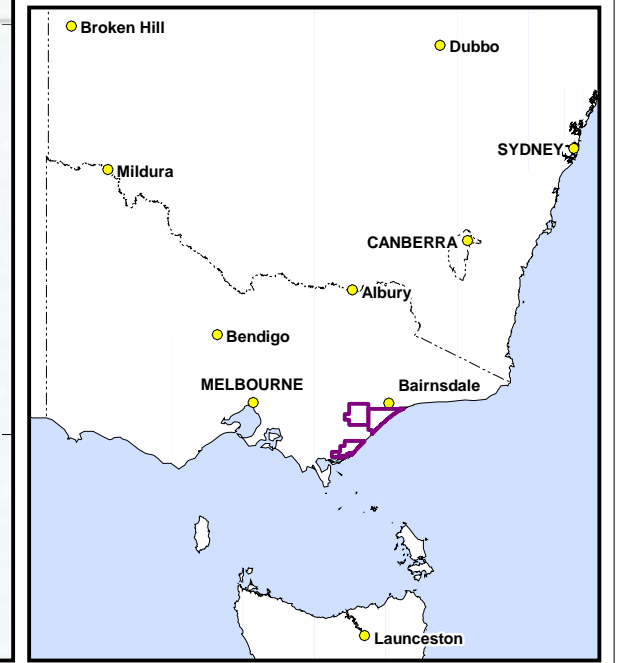 Broken Hill
Dubbo
SYDNEY
Mildura
CANBERRA
Albury
Bendigo
MELBOURNE
Bairnsdale
Launceston